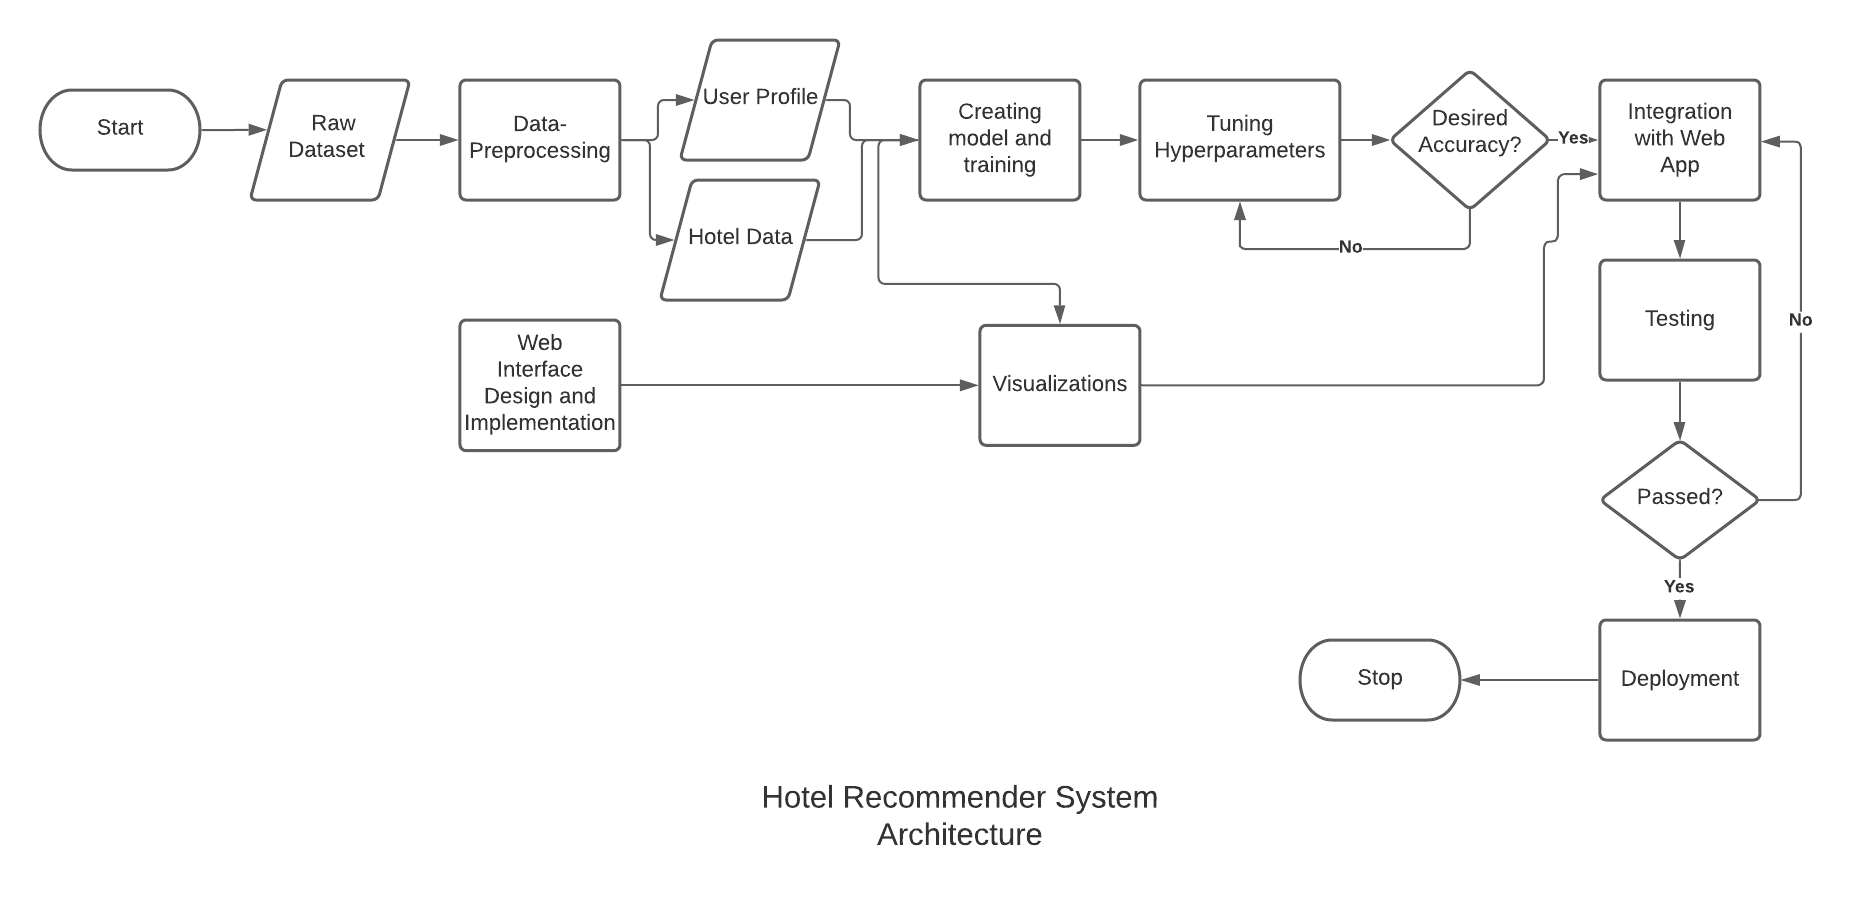 Start
Raw
Dataset
Data-
Preprocessing
User Profile
Hotel Data
Creating
model and
training
Tuning
Hyperparameters
Desired
Accuracy?
Yes
No
Integration
with Web
App
Web
Interface
Design and
Implementation
Visualizations
Testing
No
Passed?
Yes
Deployment
Stop
Hotel Recommender System
Architecture